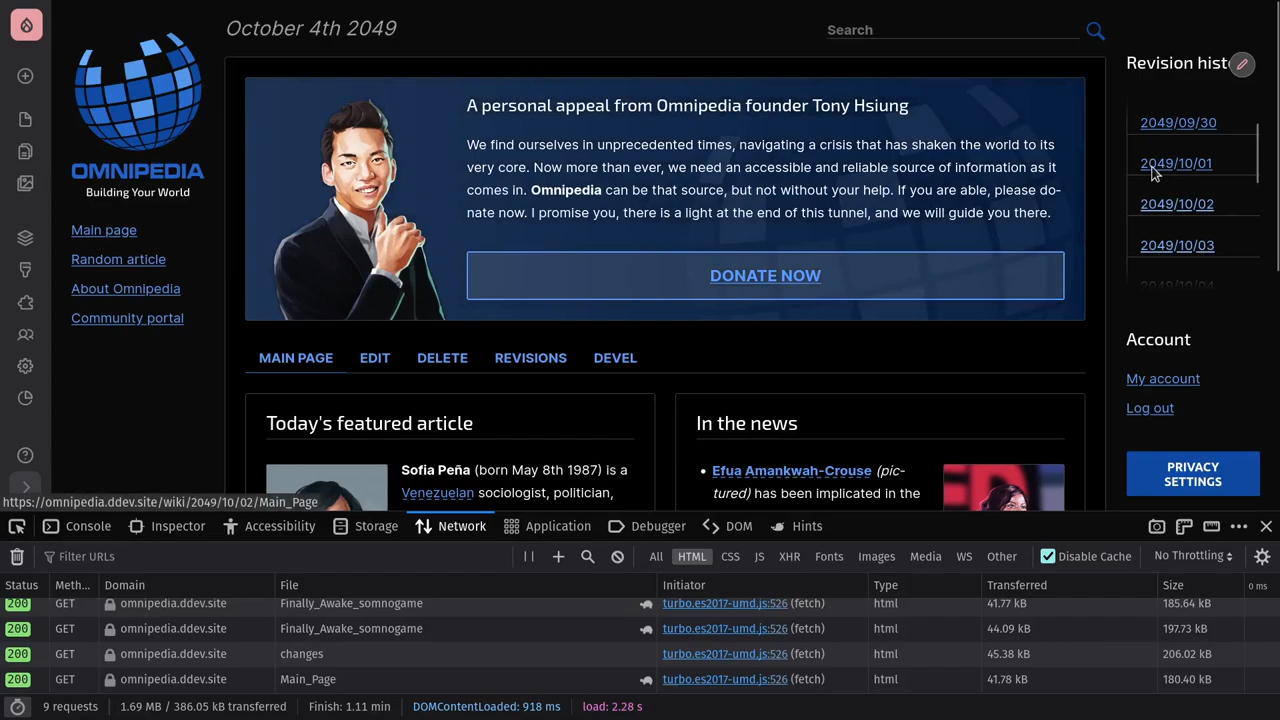 October 4th 2049
Search
OMNIPEDIA
Building Your World
Main page
Random article
About Omnipedia
Community portal
A personal appeal from Omnipedia founder Tony Hsiung
We find ourselves in unprecedented times, navigating a crisis that has shaken the world to its
very core. Now more than ever, we need an accessible and reliable source of information as it
comes in. Omnipedia can be that source, but not without your help. If you are able, please do-
nate now. I promise you, there is a light at the end of this tunnel, and we will guide you there.
DONATE NOW
MAIN PAGE EDIT DELETE REVISIONS DEVEL
Today's featured article
Sofia Peña (born May 8th 1987) is a
Venezuelan sociologist, politician,
In the news
• Efua Amankwah-Crouse (pic-
tured) has been implicated in the
Revision hist
2049/09/30
2049/10/01
2049/10/02
2049/10/03
2049/10/04
Account
My account
Log out
PRIVACY
SETTINGS
https://omnipedia.ddev.site/wiki/2049/10/02/Main_Page
Console Inspector Accessibility Storage Network Application Debugger DOM Hints
Filter URLs All HTML CSS JS XHR Fonts Images Media WS Other Disable Cache No Throttling
Status Meth... Domain File Initiator Type Transferred Size 0 ms
200 GET omnipedia.ddev.site Finally_Awake_somnogame turbo.es2017-umd.js:526 (fetch) html 41.77 kB 185.64 kB
200 GET omnipedia.ddev.site Finally_Awake_somnogame turbo.es2017-umd.js:526 (fetch) html 44.09 kB 197.73 kB
200 GET omnipedia.ddev.site changes turbo.es2017-umd.js:526 (fetch) html 45.38 kB 206.02 kB
200 GET omnipedia.ddev.site Main_Page turbo.es2017-umd.js:526 (fetch) html 41.78 kB 180.40 kB
9 requests 1.69 MB / 386.05 kB transferred Finish: 1.11 min DOMContentLoaded: 918 ms load: 2.28 s